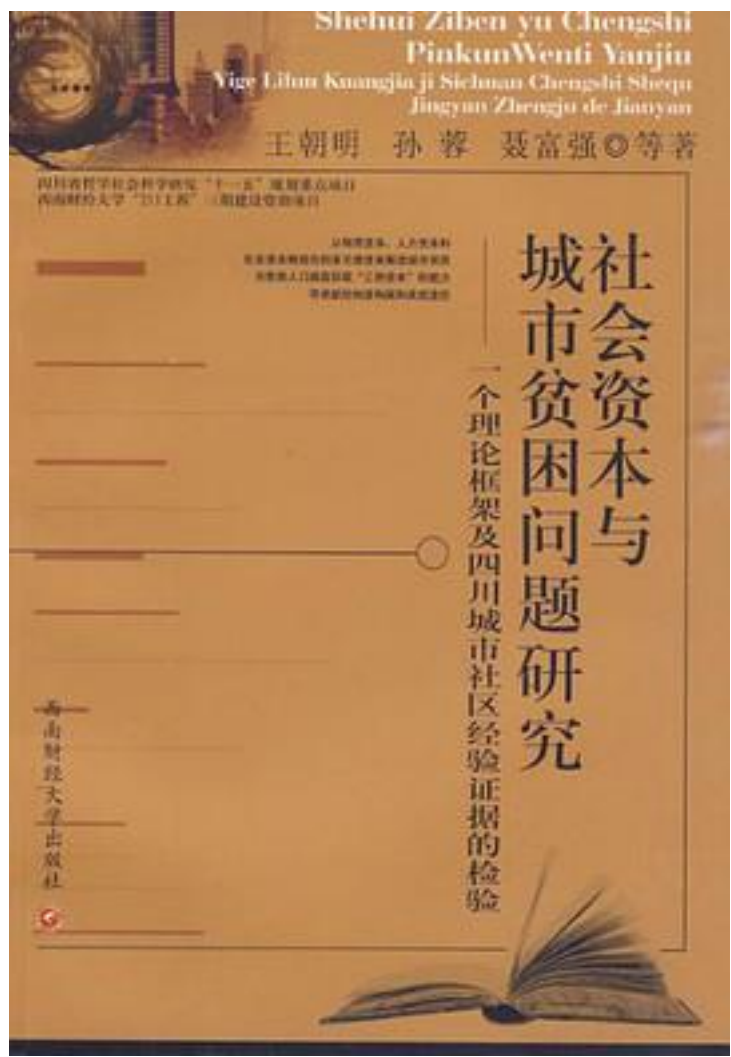 Shehui Ziben yu Chengshi
PinkunWenti Yanjiu
Yige Lilun Kuangjia ji Sichuan Chengshi Shequ
Jingyan Zhengju de Jianyan
王朝明 孙蓉 聂富强◎等著
四川省哲学社会科学研究“十一五”规划重点项目
西南财经大学“211工程”三期建设资助项目
社会资本与
城市贫困问题研究
——一个理论框架及四川城市社区经验证据的检验
西南财经大学出版社